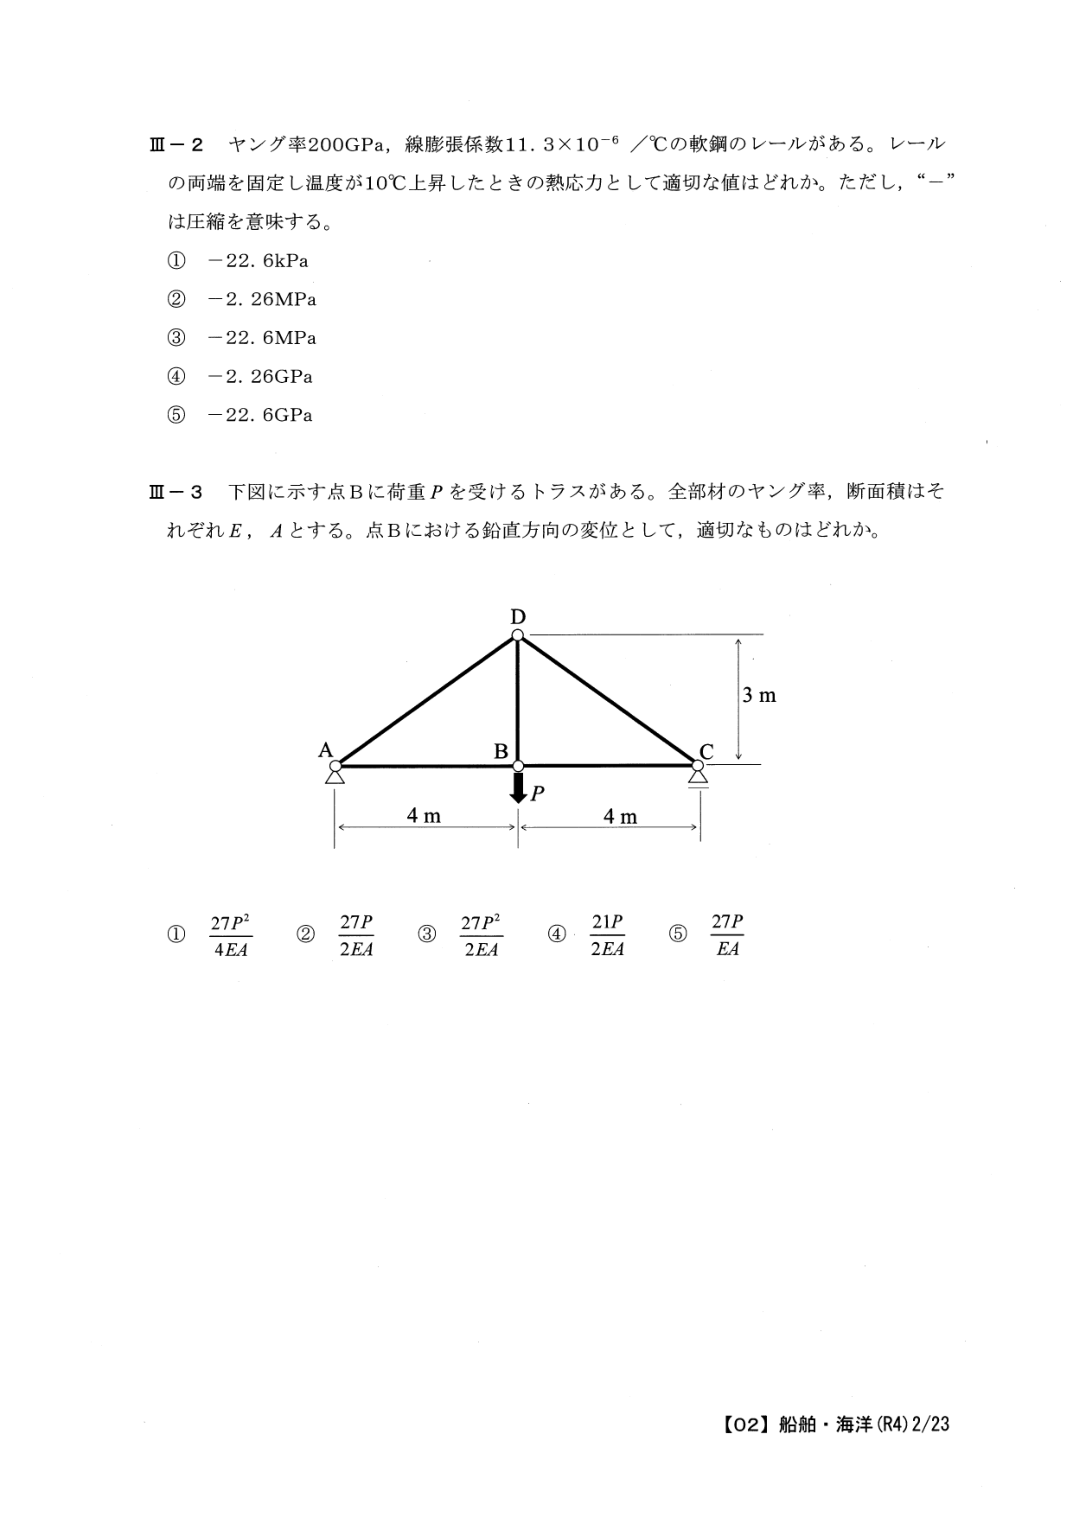 Ⅲ－２　ヤング率200GPa，線膨張係数11.3×10⁻⁶／℃の軟鋼のレールがある。レール
の両端を固定し温度が10℃上昇したときの熱応力として適切な値はどれか。ただし，“－”
は圧縮を意味する。
①　－22.6kPa
②　－2.26MPa
③　－22.6MPa
④　－2.26GPa
⑤　－22.6GPa
Ⅲ－３　下図に示す点Bに荷重Pを受けるトラスがある。全部材のヤング率，断面積はそ
れぞれE，Aとする。点Bにおける鉛直方向の変位として，適切なものはどれか。
D
3 m
A
B
C
P
4 m
4 m
① 27P²/4EA ② 27P/2EA ③ 27P²/2EA ④ 21P/2EA ⑤ 27P/EA
【02】船舶・海洋(R4)2/23